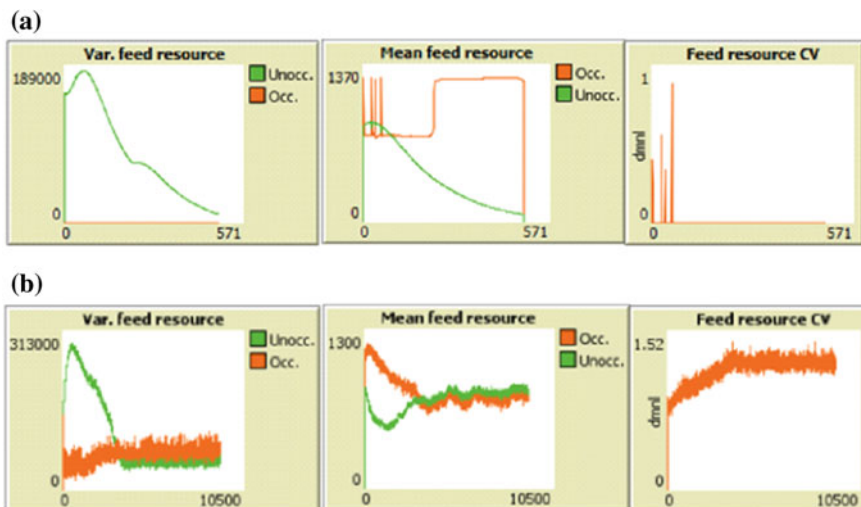 (a)
Var. feed resource
189000
0
0
571
Unocc.
Occ.
Mean feed resource
1370
0
0
571
Occ.
Unocc.
Feed resource CV
1
dmnl
0
0
571
(b)
Var. feed resource
313000
0
0
10500
Unocc.
Occ.
Mean feed resource
1300
0
0
10500
Occ.
Unocc.
Feed resource CV
1.52
dmnl
0
0
10500